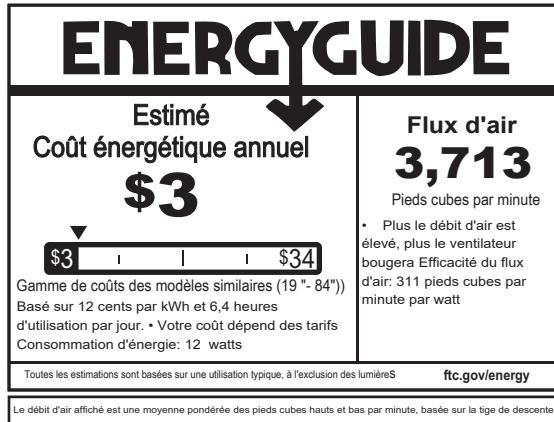 ENERGYGUIDE
Estimé
Coût énergétique annuel
$3
$3 $34
Gamme de coûts des modèles similaires (19 "- 84"))
Basé sur 12 cents par kWh et 6,4 heures
d'utilisation par jour. • Votre coût dépend des tarifs
Consommation d'énergie: 12 watts
Flux d'air
3,713
Pieds cubes par minute
• Plus le débit d'air est
élevé, plus le ventilateur
bougera Efficacité du flux
d'air: 311 pieds cubes par
minute par watt
Toutes les estimations sont basées sur une utilisation typique, à l'exclusion des lumièreS
ftc.gov/energy
Le débit d'air affiché est une moyenne pondérée des pieds cubes hauts et bas par minute, basée sur la tige de descente